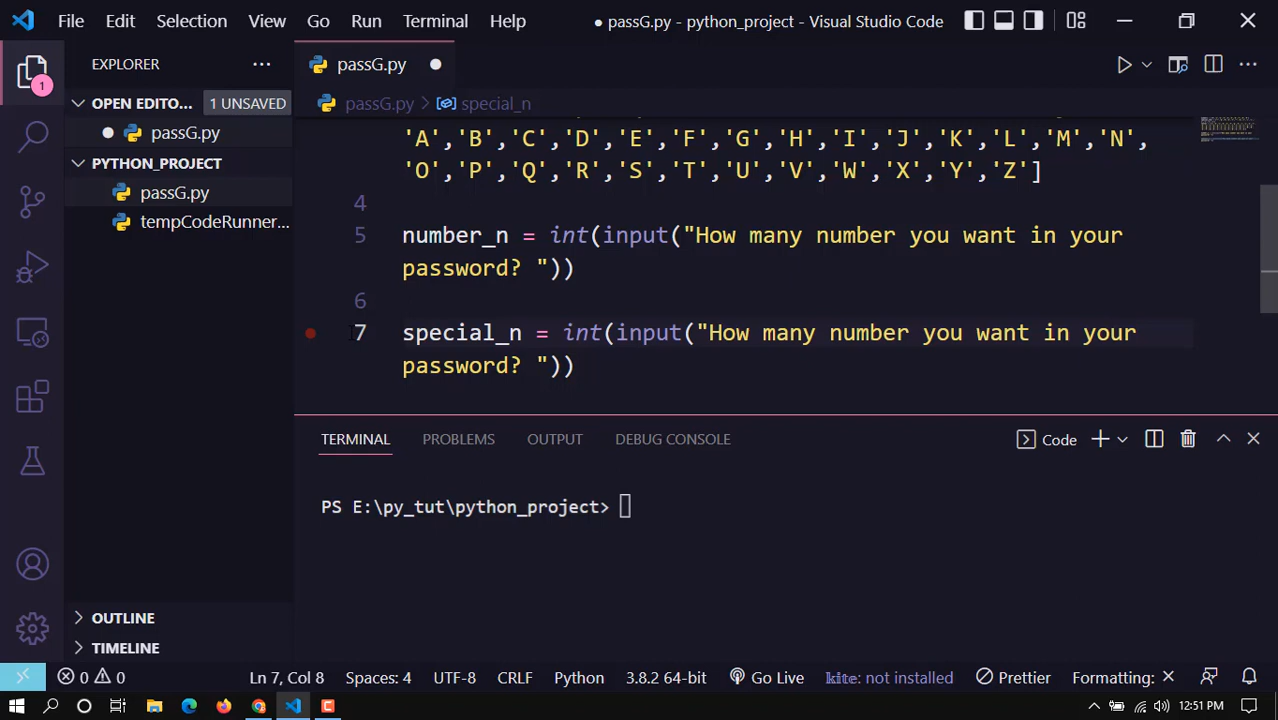 File Edit Selection View Go Run Terminal Help
● passG.py - python_project - Visual Studio Code
EXPLORER
OPEN EDITO... 1 UNSAVED
passG.py
PYTHON_PROJECT
passG.py
tempCodeRunner...
OUTLINE
TIMELINE
1
passG.py
passG.py > special_n
'A','B','C','D','E','F','G','H','I','J','K','L','M','N',
'O','P','Q','R','S','T','U','V','W','X','Y','Z']
4
5 number_n = int(input("How many number you want in your
password? "))
6
7 special_n = int(input("How many number you want in your
password? "))
TERMINAL PROBLEMS OUTPUT DEBUG CONSOLE
Code
PS E:\py_tut\python_project>
0 0 Ln 7, Col 8 Spaces: 4 UTF-8 CRLF Python 3.8.2 64-bit Go Live kite: not installed Prettier Formatting: ×
12:51 PM